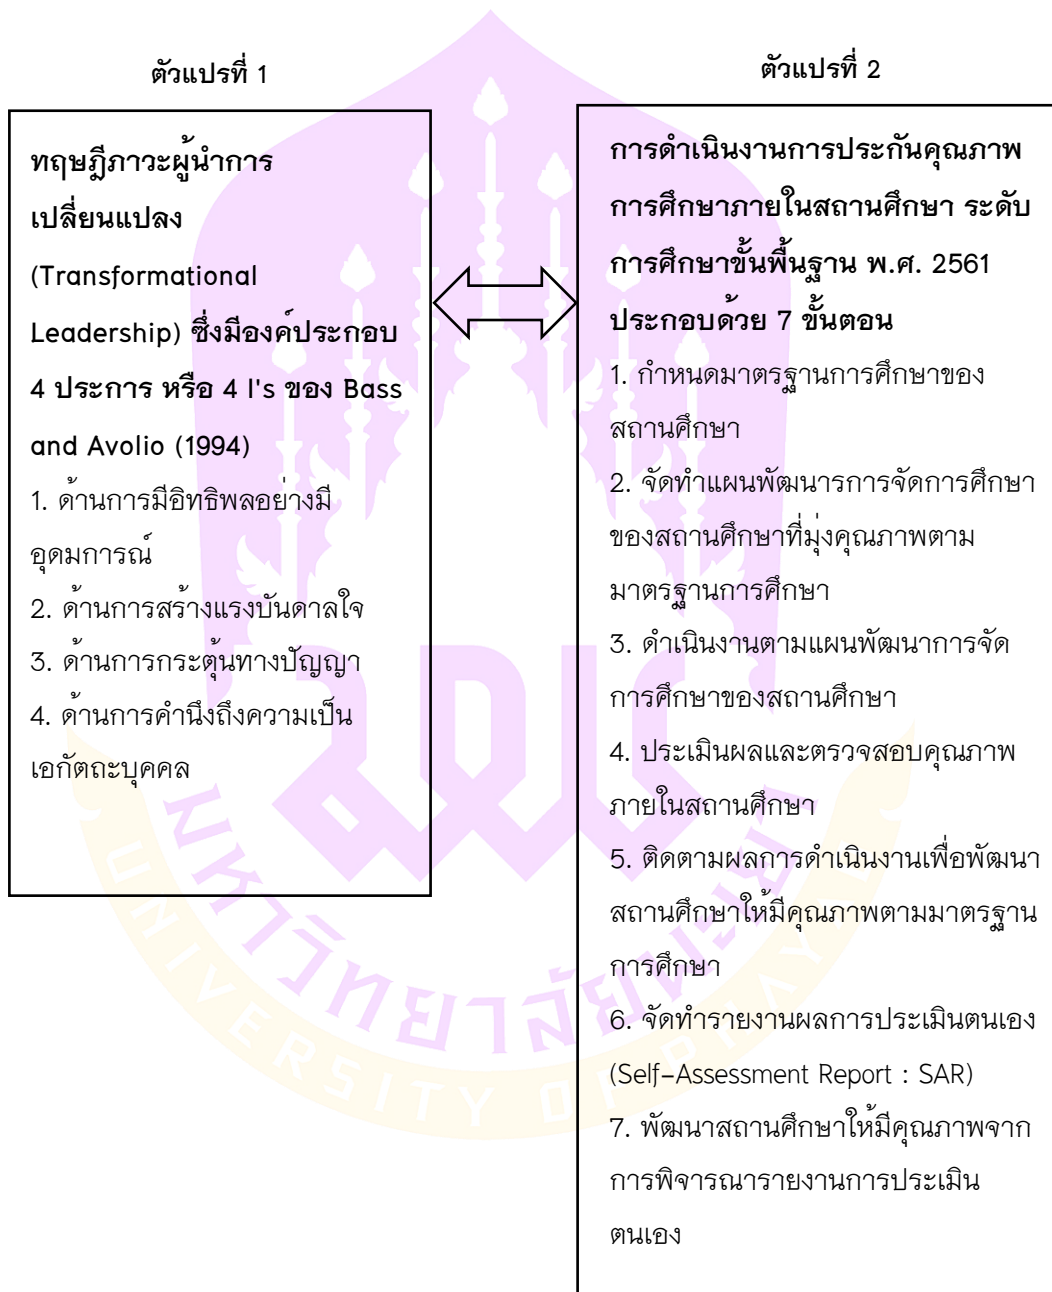 ตัวแปรที่ 1
ทฤษฎีภาวะผู้นำการ
เปลี่ยนแปลง
(Transformational
Leadership) ซึ่งมีองค์ประกอบ
4 ประการ หรือ 4 I's ของ Bass
and Avolio (1994)
1. ด้านการมีอิทธิพลอย่างมี
อุดมการณ์
2. ด้านการสร้างแรงบันดาลใจ
3. ด้านการกระตุ้นทางปัญญา
4. ด้านการคำนึงถึงความเป็น
เอกัตถะบุคคล
ตัวแปรที่ 2
การดำเนินงานการประกันคุณภาพ
การศึกษาภายในสถานศึกษา ระดับ
การศึกษาขั้นพื้นฐาน พ.ศ. 2561
ประกอบด้วย 7 ขั้นตอน
1. กำหนดมาตรฐานการศึกษาของ
สถานศึกษา
2. จัดทำแผนพัฒนารการจัดการศึกษา
ของสถานศึกษาที่มุ่งคุณภาพตาม
มาตรฐานการศึกษา
3. ดำเนินงานตามแผนพัฒนาการจัด
การศึกษาของสถานศึกษา
4. ประเมินผลและตรวจสอบคุณภาพ
ภายในสถานศึกษา
5. ติดตามผลการดำเนินงานเพื่อพัฒนา
สถานศึกษาให้มีคุณภาพตามมาตรฐาน
การศึกษา
6. จัดทำรายงานผลการประเมินตนเอง
(Self-Assessment Report : SAR)
7. พัฒนาสถานศึกษาให้มีคุณภาพจาก
การพิจารณารายงานการประเมิน
ตนเอง
มหาวิทยาลัยพะเยา
UNIVERSITY OF PHAYAO